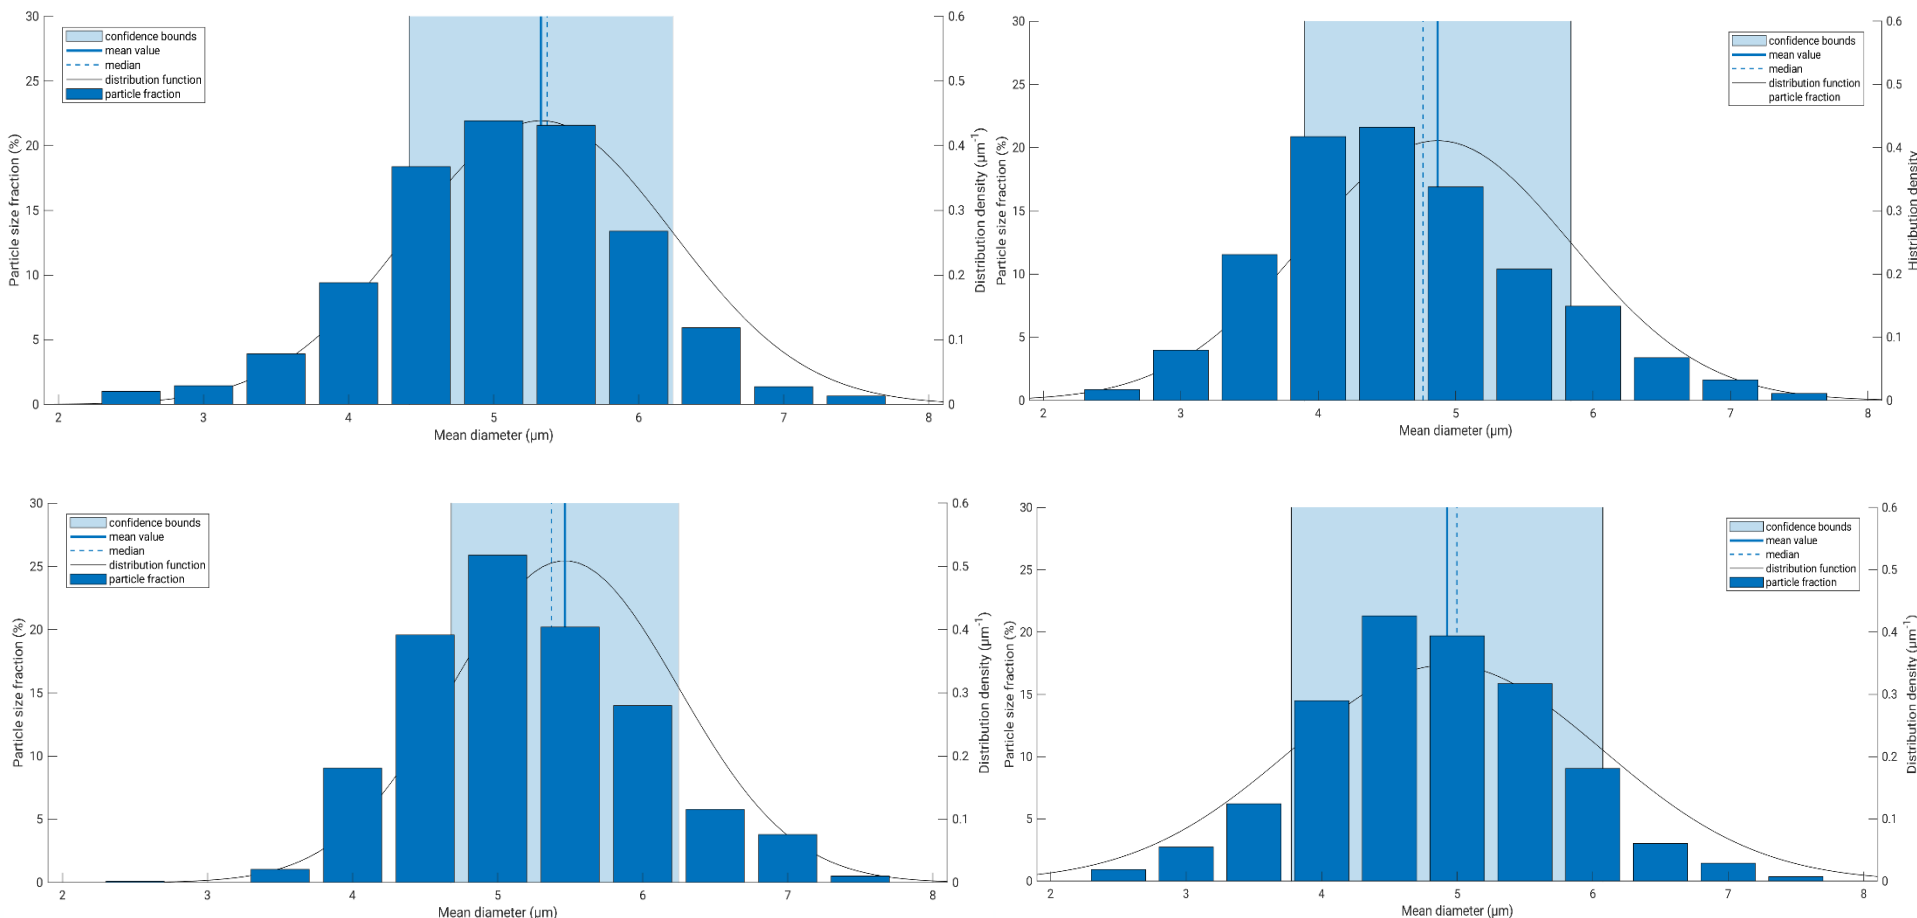 30
25
20
15
10
5
0
Particle size fraction (%)
confidence bounds
mean value
median
distribution function
particle fraction
0.6
0.5
0.4
0.3
0.2
0.1
0
Distribution density (µm⁻¹)
2 3 4 5 6 7 8
Mean diameter (µm)
30
25
20
15
10
5
0
Particle size fraction (%)
confidence bounds
mean value
median
distribution function
particle fraction
0.6
0.5
0.4
0.3
0.2
0.1
0
Histribution density
2 3 4 5 6 7 8
Mean diameter (µm)
30
25
20
15
10
5
0
Particle size fraction (%)
confidence bounds
mean value
median
distribution function
particle fraction
0.6
0.5
0.4
0.3
0.2
0.1
0
Distribution density (µm⁻¹)
2 3 4 5 6 7 8
Mean diameter (µm)
30
25
20
15
10
5
0
Particle size fraction (%)
confidence bounds
mean value
median
distribution function
particle fraction
0.6
0.5
0.4
0.3
0.2
0.1
0
Distribution density (µm⁻¹)
2 3 4 5 6 7 8
Mean diameter (µm)